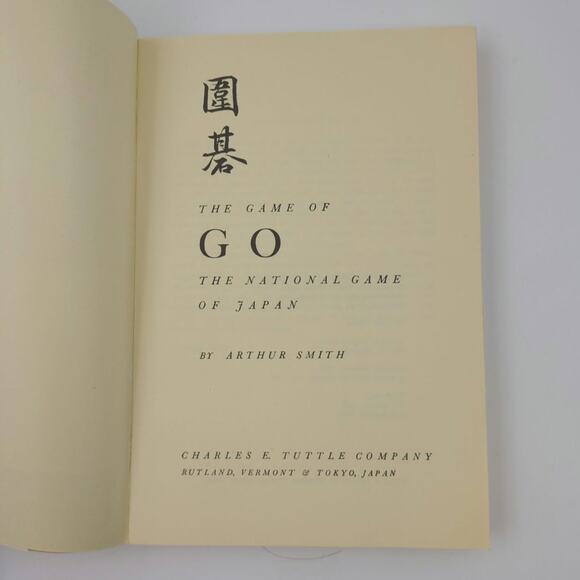 圍
碁
THE GAME OF
GO
THE NATIONAL GAME
OF JAPAN
BY ARTHUR SMITH
CHARLES E. TUTTLE COMPANY
RUTLAND, VERMONT & TOKYO, JAPAN